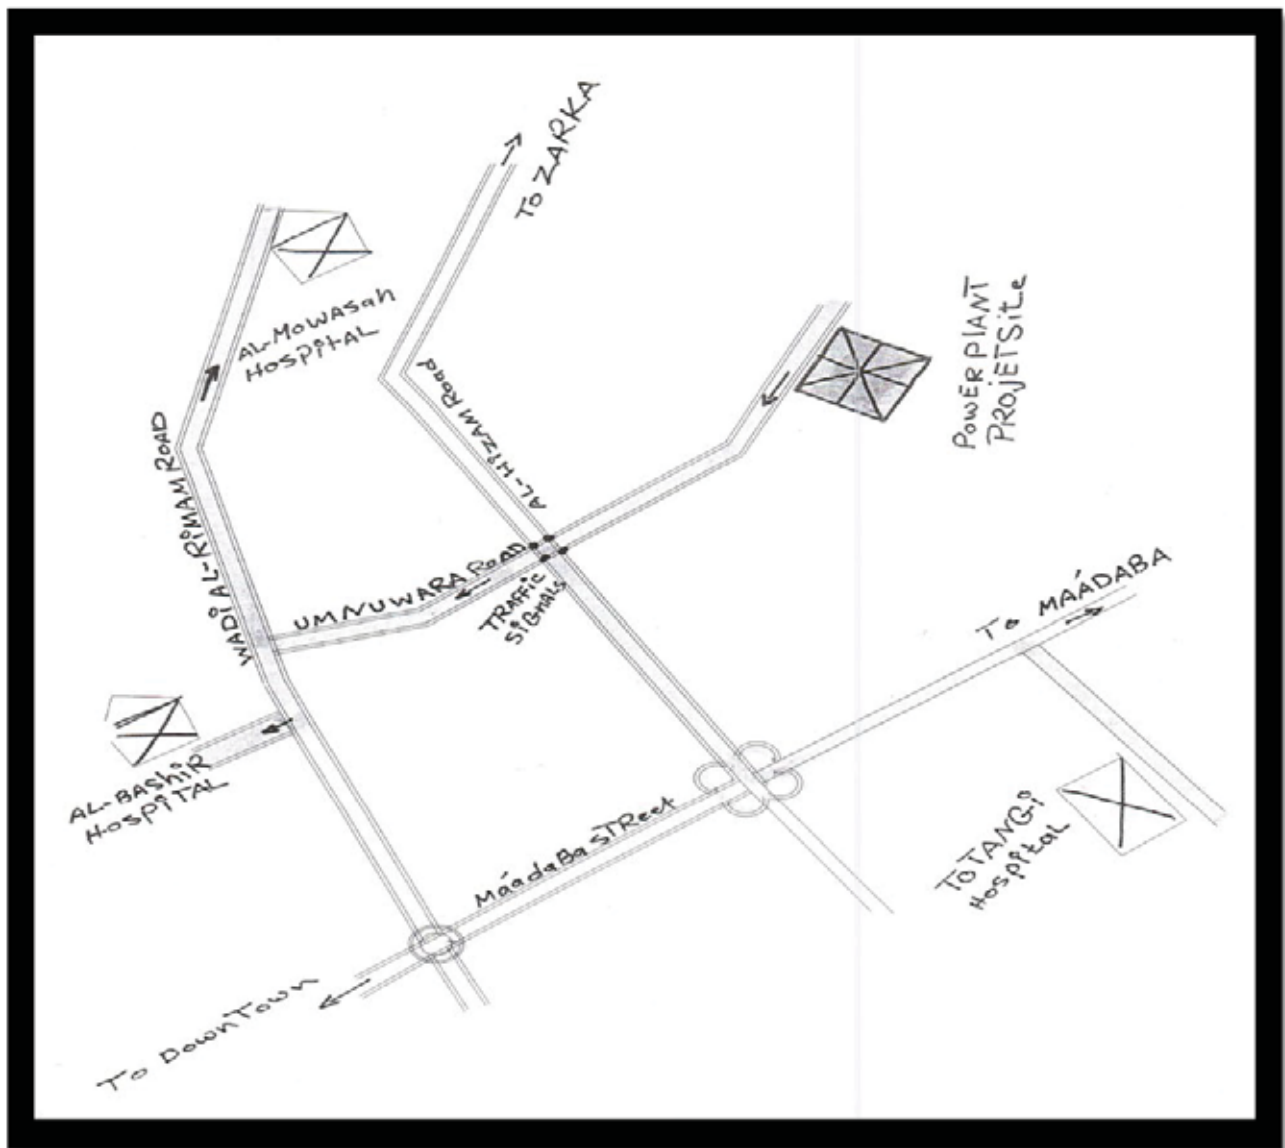 To ZARKA
AL-MOWASah
HospitAL
AL-HIZAM Road
POWER PlANT
PROJETSite
WADI AL-RIMAM ROAD
UMNUWARA ROAD
TRAFFIC
SIGNALS
To MAÁDABA
AL-BASHIR
HOSPITAL
MáadaBa STReet
ToTANGi
Hospital
To DownTown